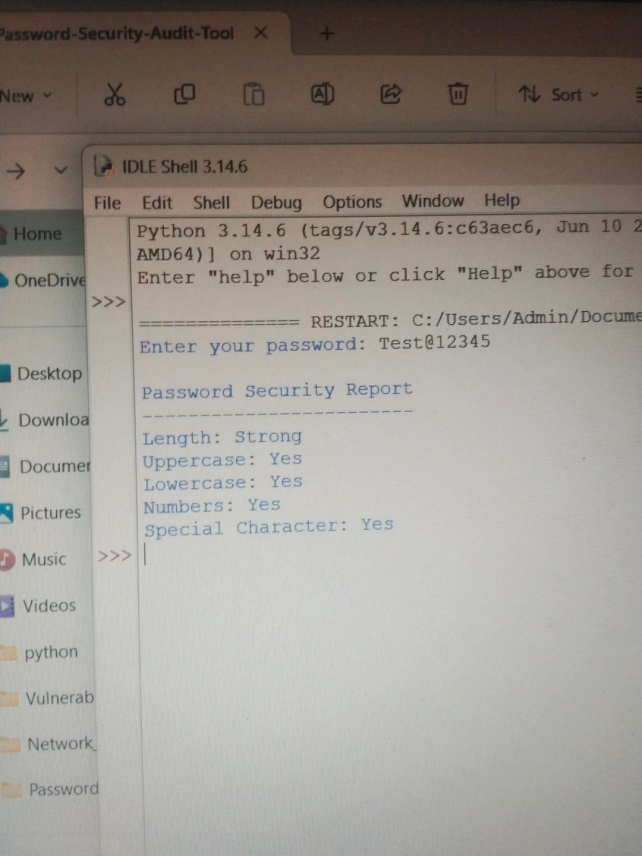 Password-Security-Audit-Tool
New
Sort
IDLE Shell 3.14.6
File Edit Shell Debug Options Window Help
Home
OneDrive
Desktop
Downloa
Documer
Pictures
Music
Videos
python
Vulnerab
Network_
Password
Python 3.14.6 (tags/v3.14.6:c63aec6, Jun 10 2
AMD64)] on win32
Enter "help" below or click "Help" above for
>>>
============== RESTART: C:/Users/Admin/Docume
Enter your password: Test@12345
Password Security Report
------------------------
Length: Strong
Uppercase: Yes
Lowercase: Yes
Numbers: Yes
Special Character: Yes
>>>